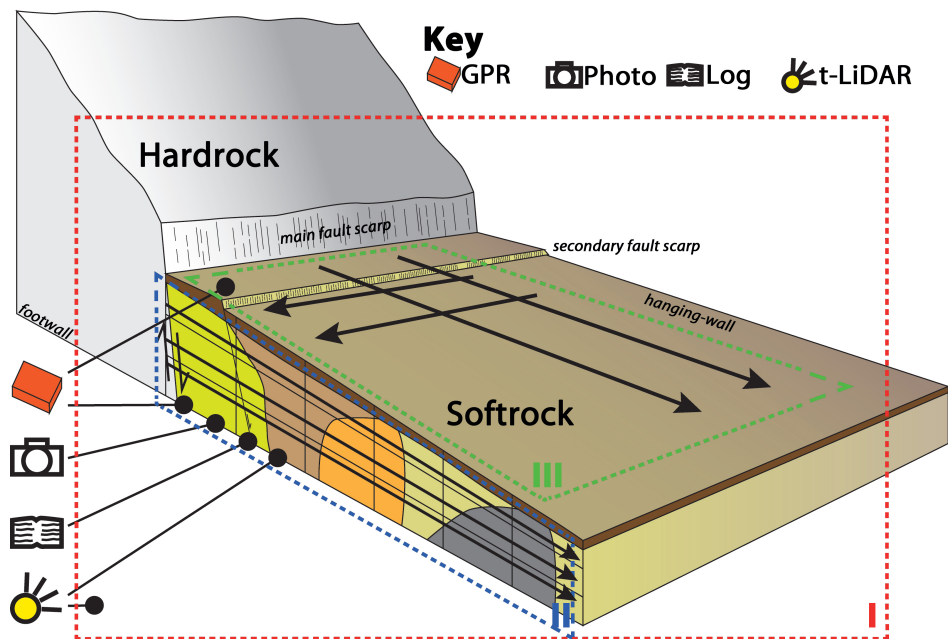 Key
GPR
Photo
Log
t-LiDAR
Hardrock
main fault scarp
secondary fault scarp
hanging-wall
footwall
Softrock
III
II
I